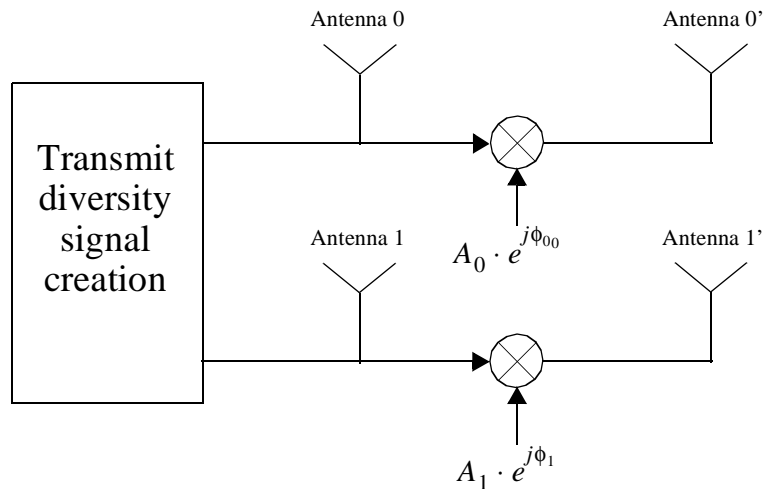 Antenna 0
Antenna 0'
Transmit
diversity
signal
creation
A₀ · e^{jϕ₀₀}
Antenna 1
Antenna 1'
A₁ · e^{jϕ₁}